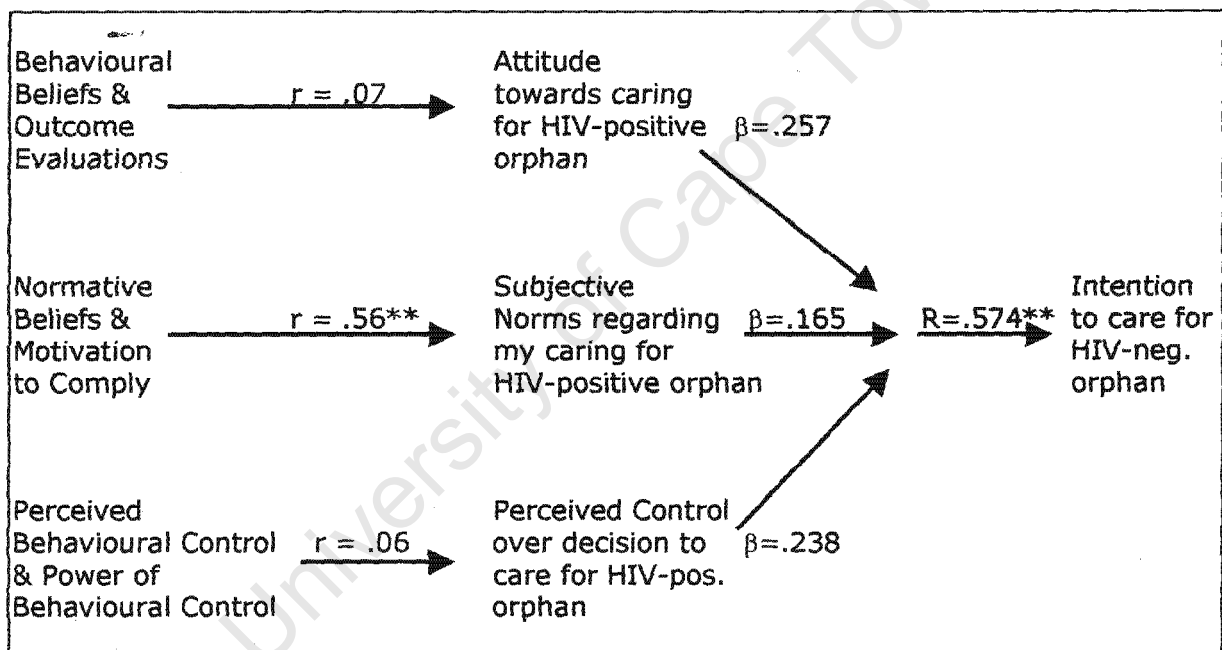 Behavioural
Beliefs &
Outcome
Evaluations
r = .07
Attitude
towards caring
for HIV-positive
orphan
β=.257
Normative
Beliefs &
Motivation
to Comply
r = .56**
Subjective
Norms regarding
my caring for
HIV-positive orphan
β=.165
R=.574**
Intention
to care for
HIV-neg.
orphan
Perceived
Behavioural Control
& Power of
Behavioural Control
r = .06
Perceived Control
over decision to
care for HIV-pos.
orphan
β=.238
University of Cape Tow